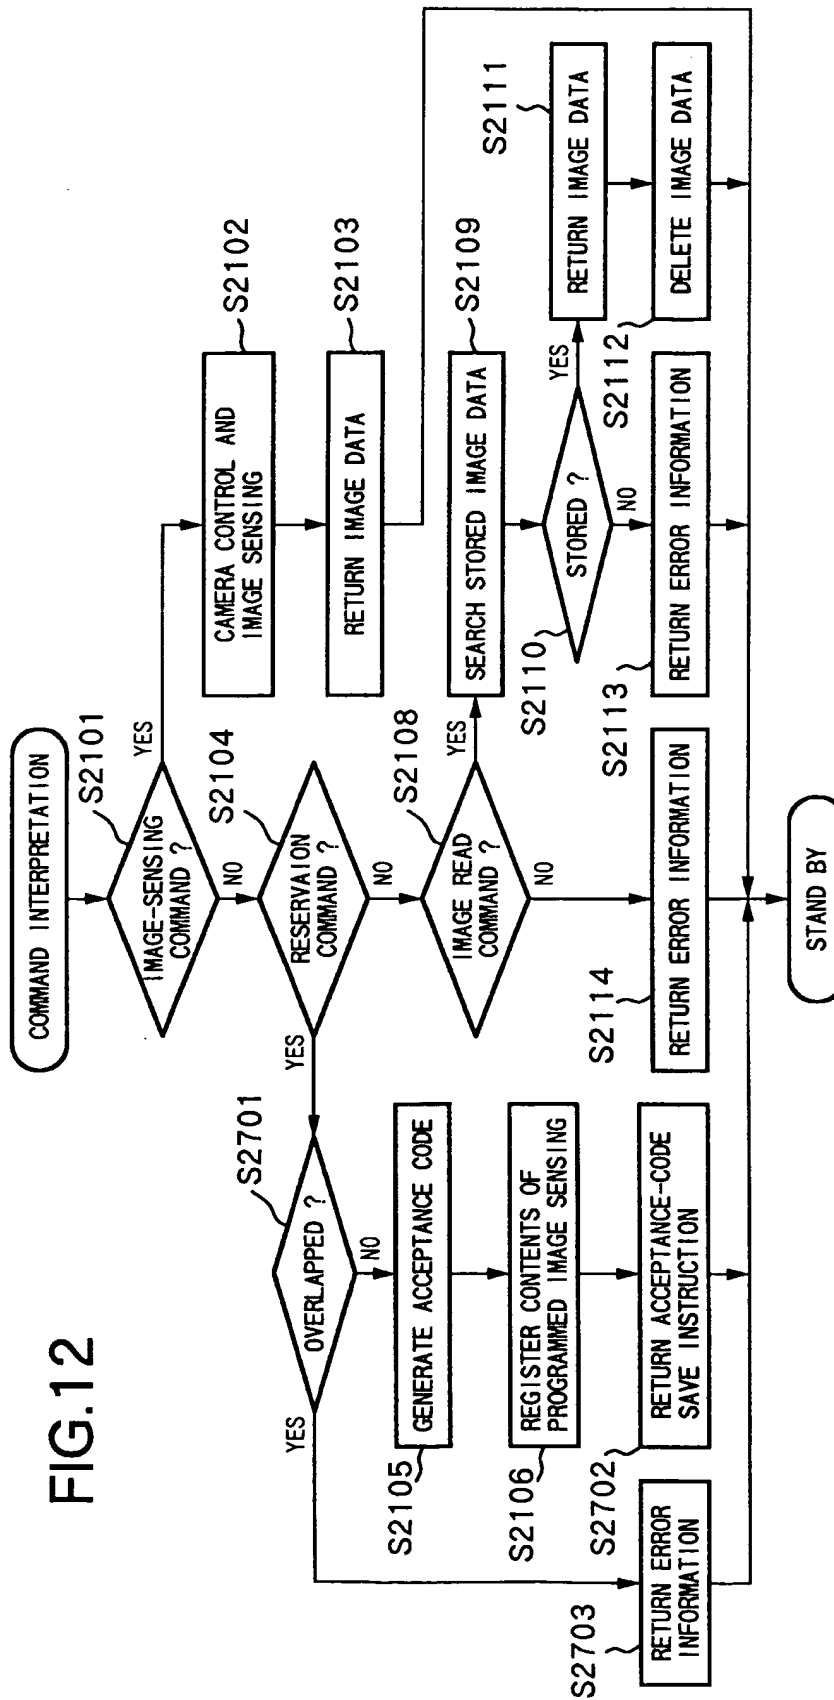 FIG.12
COMMAND INTERPRETATION
S2101
IMAGE-SENSING
COMMAND ?
YES
NO
S2102
CAMERA CONTROL AND
IMAGE SENSING
S2103
RETURN IMAGE DATA
S2104
RESERVAION
COMMAND ?
YES
NO
S2701
OVERLAPPED ?
YES
NO
S2105
GENERATE ACCEPTANCE CODE
S2106
REGISTER CONTENTS OF
PROGRAMMED IMAGE SENSING
S2702
RETURN ACCEPTANCE-CODE
SAVE INSTRUCTION
S2703
RETURN ERROR
INFORMATION
S2108
IMAGE READ
COMMAND ?
YES
NO
S2109
SEARCH STORED IMAGE DATA
S2110
STORED ?
YES
NO
S2111
RETURN IMAGE DATA
S2112
DELETE IMAGE DATA
S2113
RETURN ERROR INFORMATION
S2114
RETURN ERROR INFORMATION
STAND BY